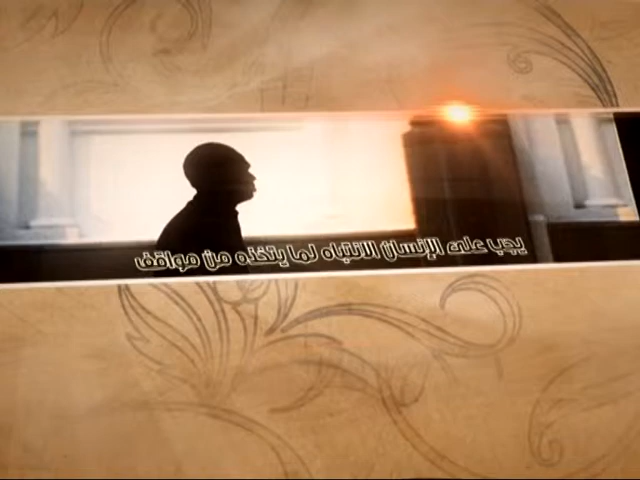 يجب على الإنسان الانتباه لما يتخذه من مواقف